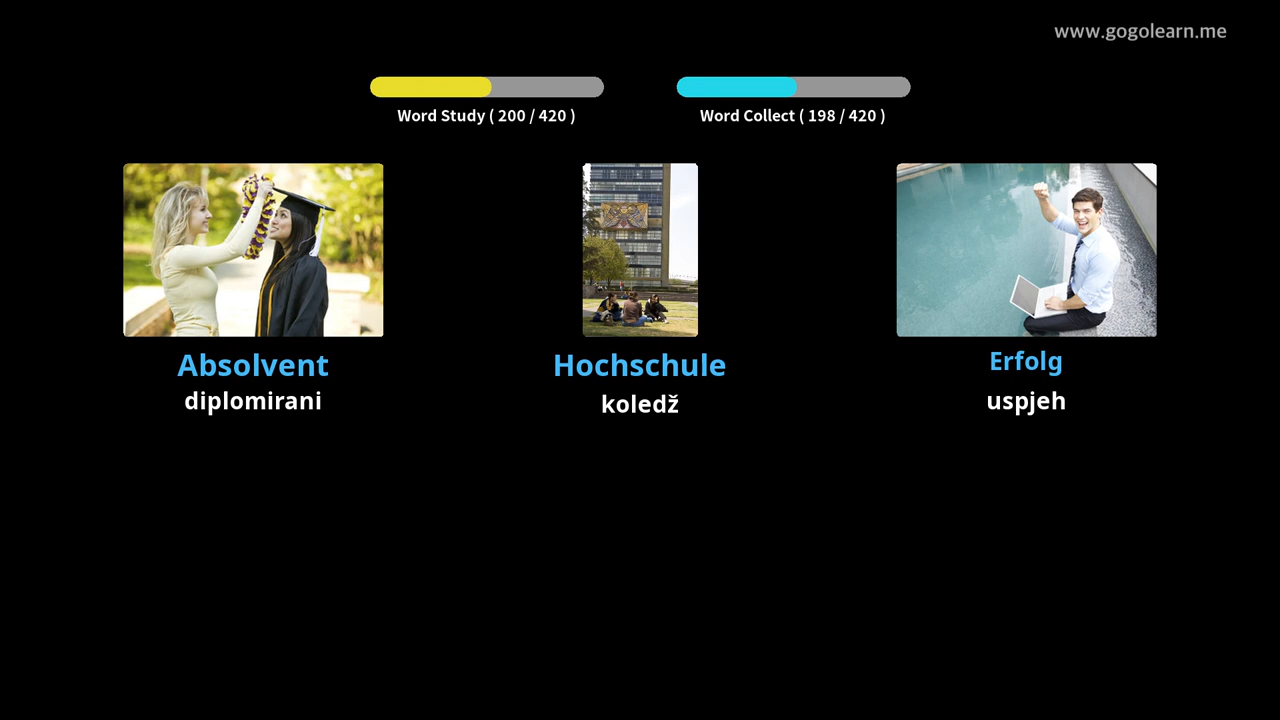 www.gogolearn.me
Word Study ( 200 / 420 )
Word Collect ( 198 / 420 )
Absolvent
diplomirani
Hochschule
koledž
Erfolg
uspjeh